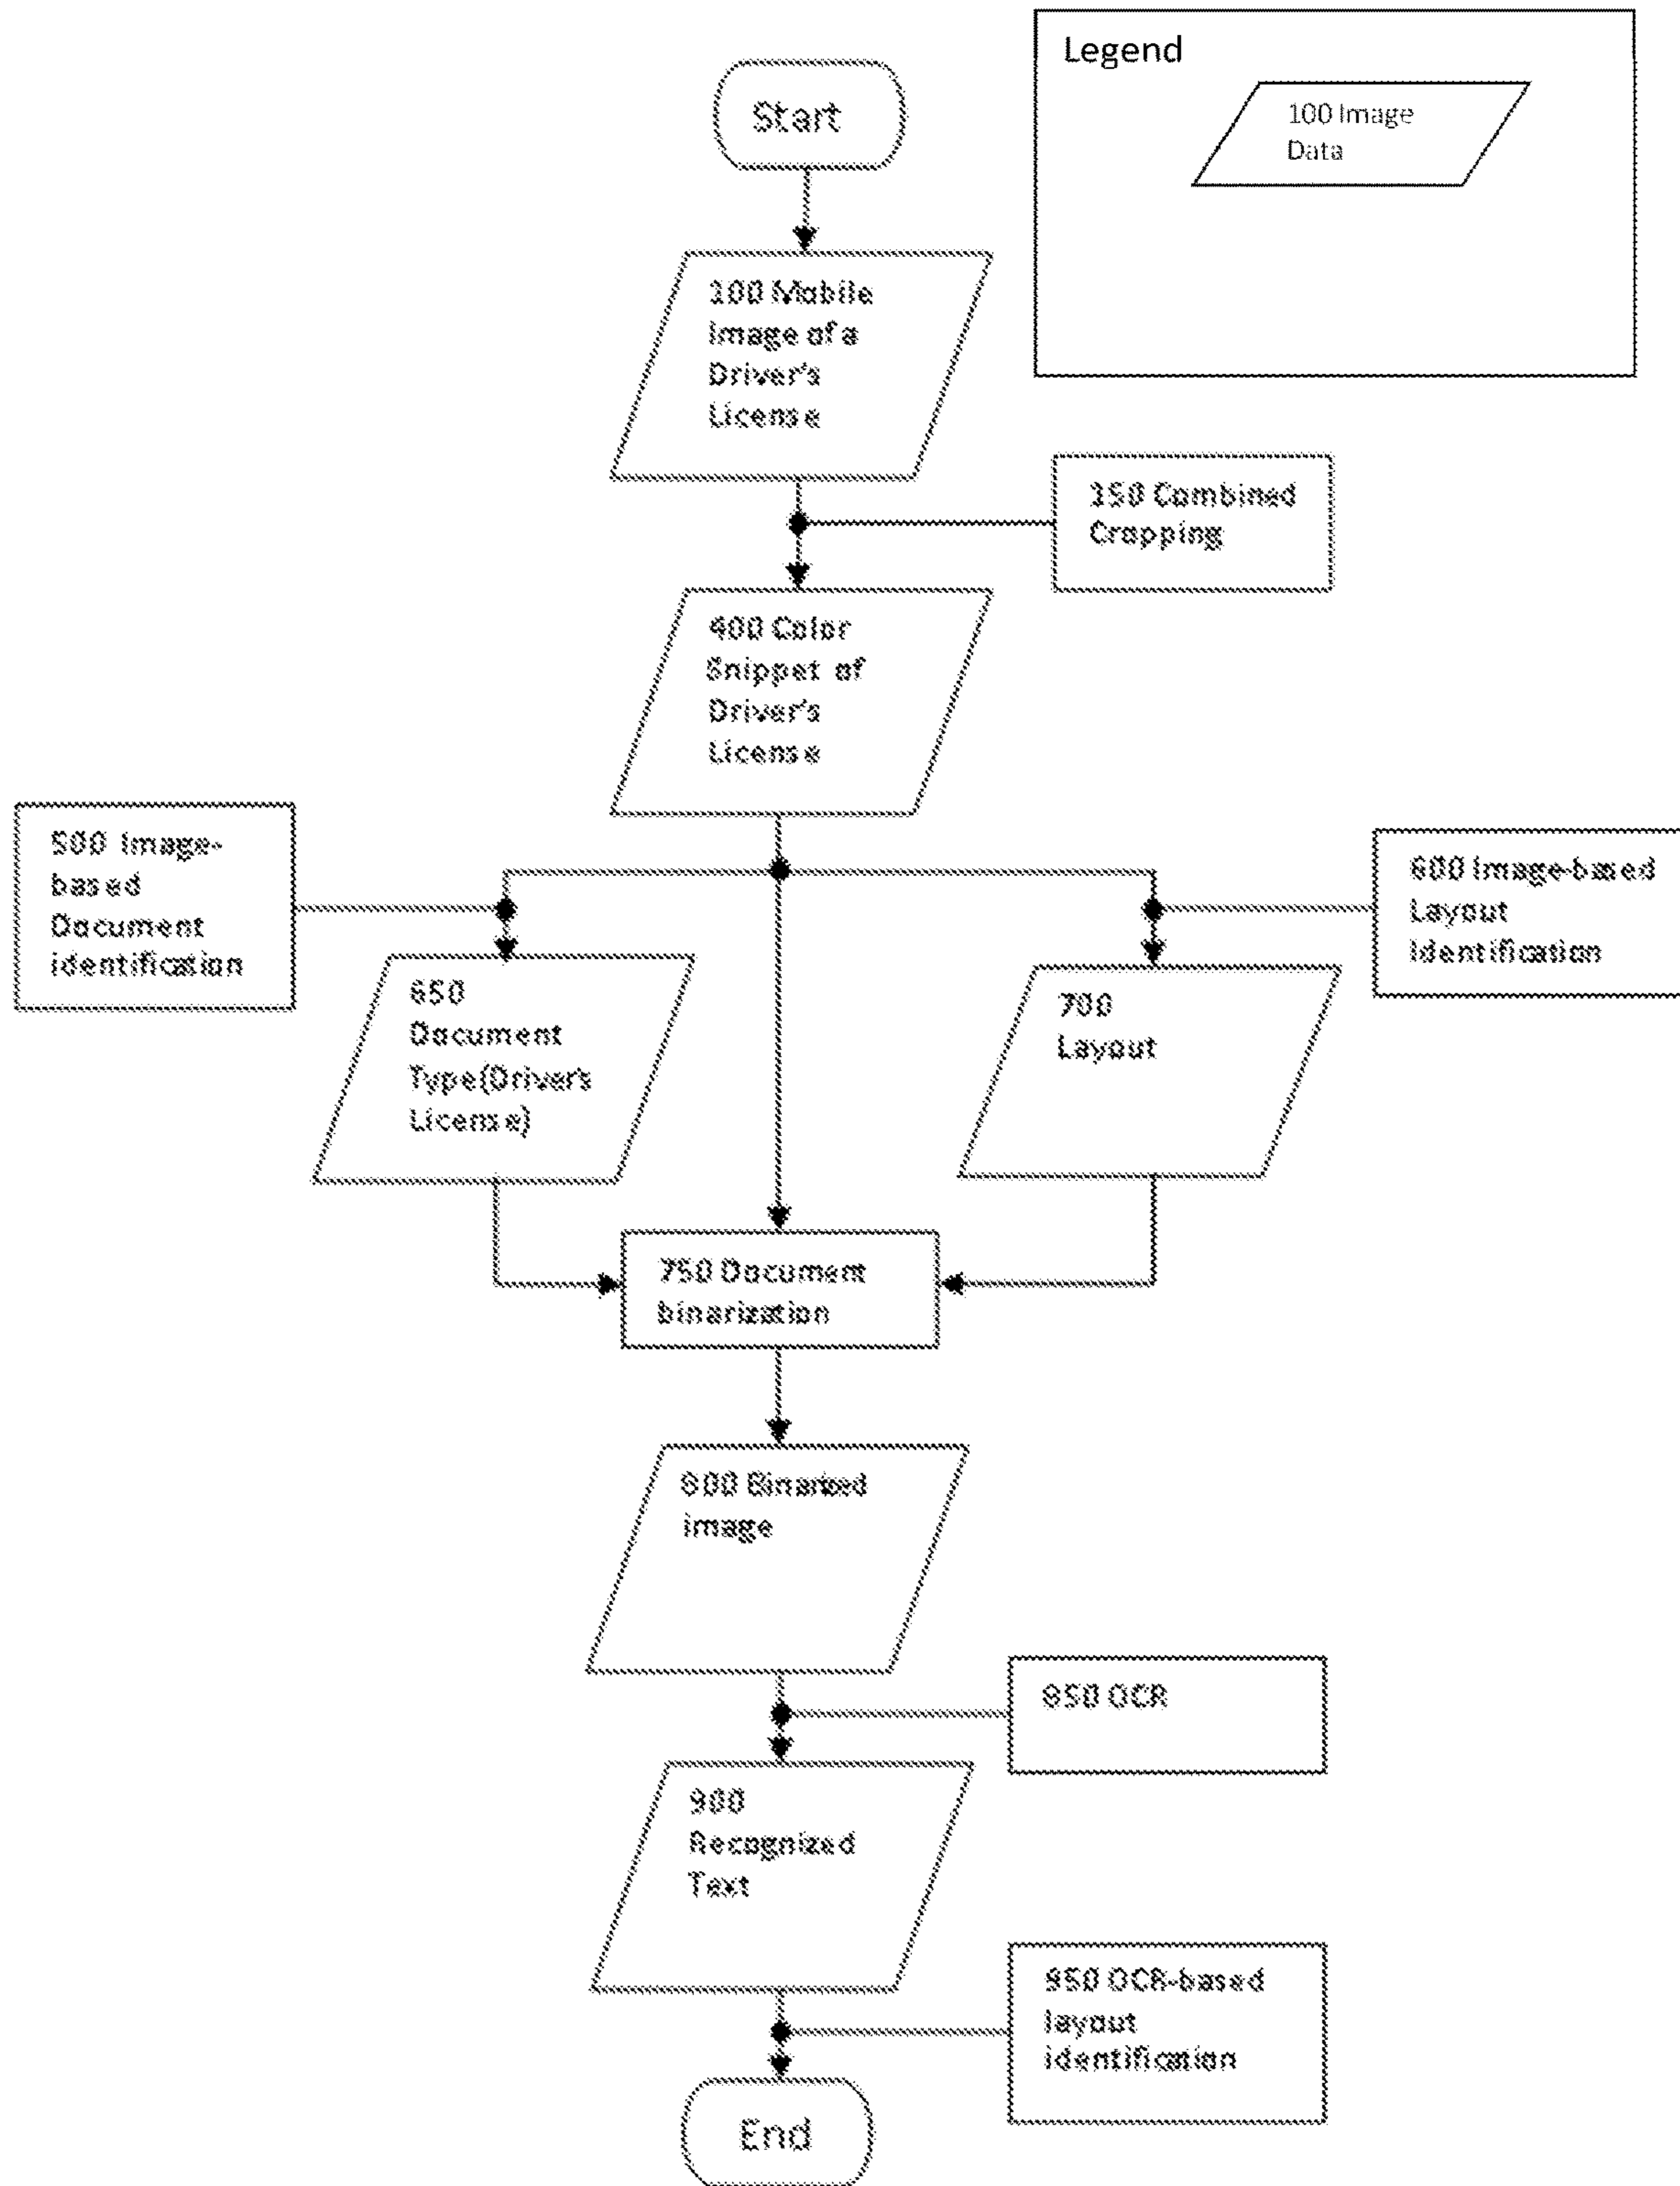 Legend
100 Image
Data
Start
100 Mobile
Image of a
Driver's
License
150 Combined
Cropping
400 Color
Snippet of
Driver's
License
500 Image-
based
Document
identification
600 Image-based
Layout
Identification
650
Document
Type(Driver's
License)
700
Layout
750 Document
binarization
800 Binarized
image
850 OCR
900
Recognized
Text
950 OCR-based
layout
identification
End